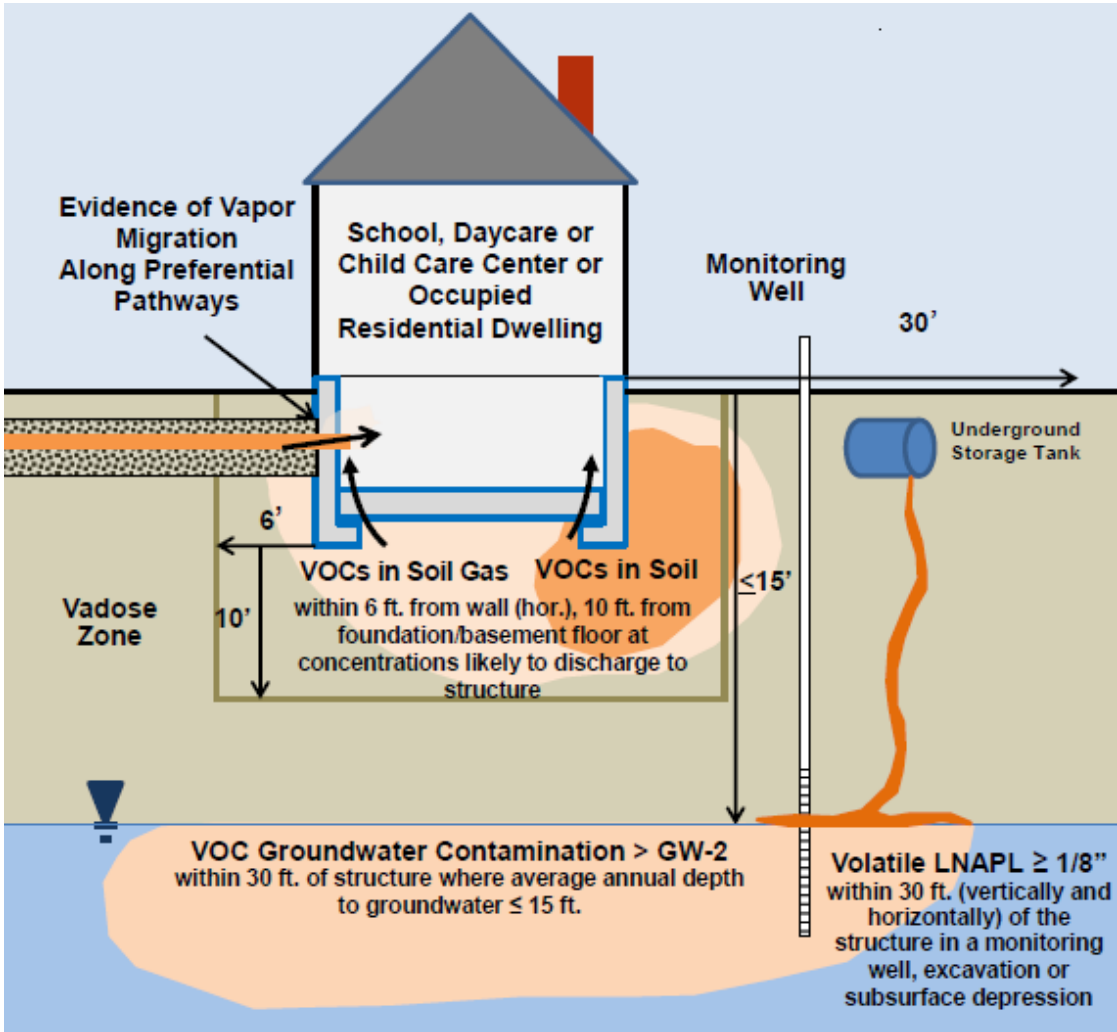 Evidence of Vapor
Migration
Along Preferential
Pathways
School, Daycare or
Child Care Center or
Occupied
Residential Dwelling
Monitoring
Well
30’
Underground
Storage Tank
6’
10’
Vadose
Zone
VOCs in Soil Gas
VOCs in Soil
within 6 ft. from wall (hor.), 10 ft. from
foundation/basement floor at
concentrations likely to discharge to
structure
≤15’
VOC Groundwater Contamination > GW-2
within 30 ft. of structure where average annual depth
to groundwater ≤ 15 ft.
Volatile LNAPL ≥ 1/8”
within 30 ft. (vertically and
horizontally) of the
structure in a monitoring
well, excavation or
subsurface depression